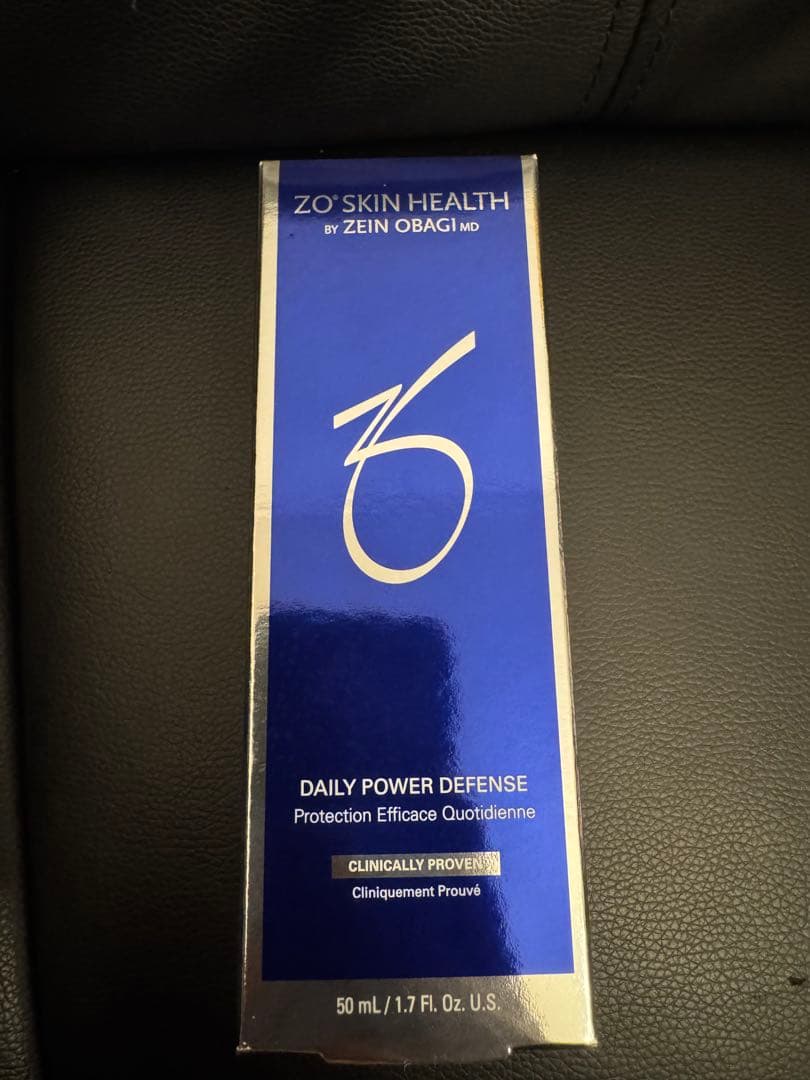 ZO® SKIN HEALTH
BY ZEIN OBAGI MD
ZO
DAILY POWER DEFENSE
Protection Efficace Quotidienne
CLINICALLY PROVEN
Cliniquement Prouvé
50 mL / 1.7 Fl. Oz. U.S.